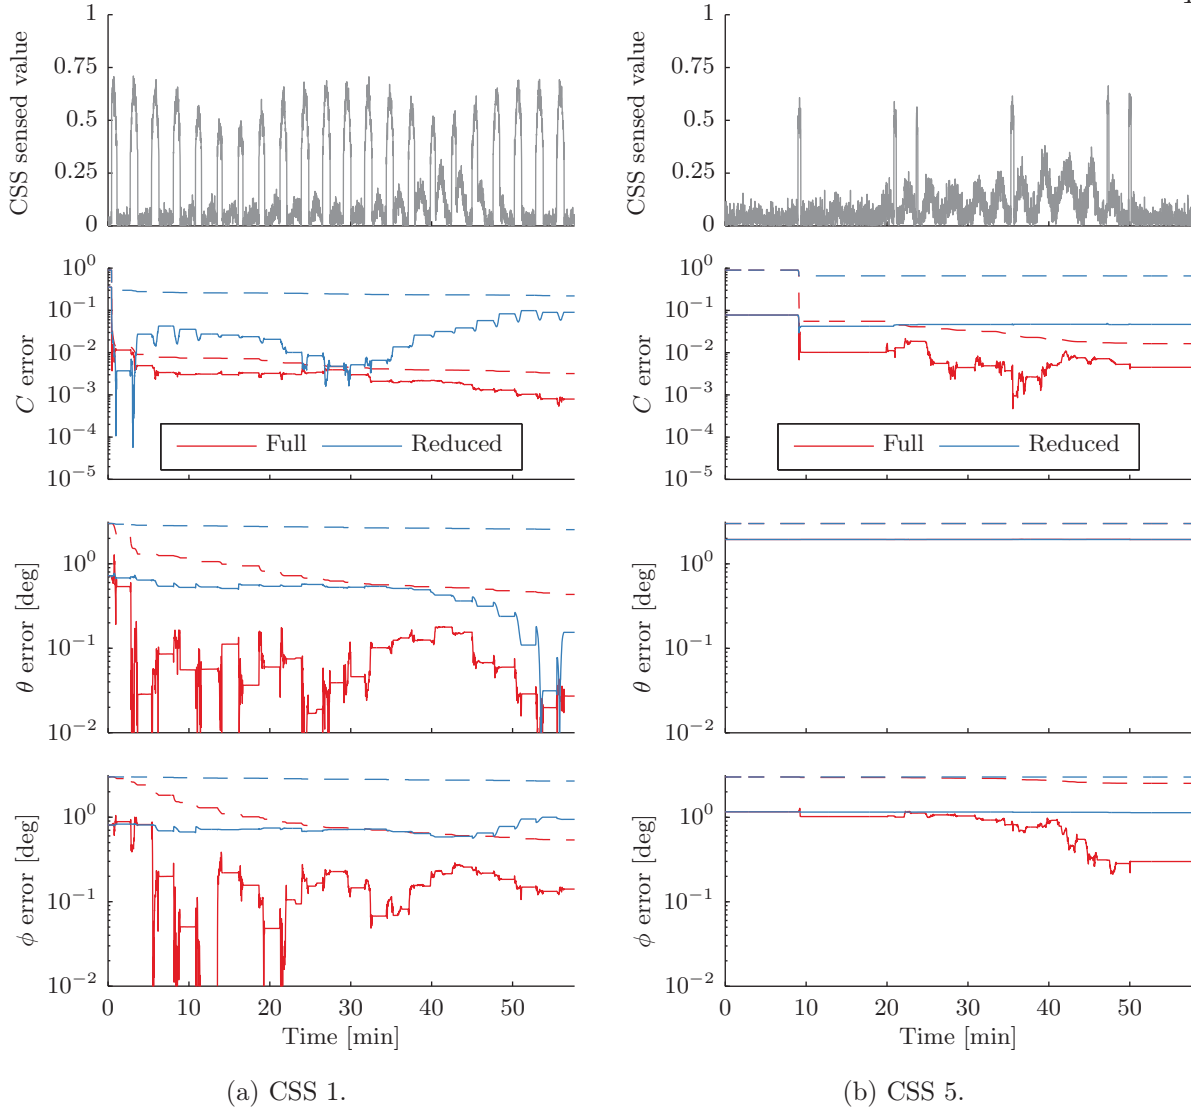 1
0.75
0.5
0.25
0
CSS sensed value
1
0.75
0.5
0.25
0
CSS sensed value
10^0
10^-1
10^-2
10^-3
10^-4
10^-5
C error
Full Reduced
10^0
10^-1
10^-2
10^-3
10^-4
10^-5
C error
Full Reduced
10^0
10^-1
10^-2
θ error [deg]
10^0
10^-1
10^-2
θ error [deg]
10^0
10^-1
10^-2
ϕ error [deg]
0 10 20 30 40 50
Time [min]
10^0
10^-1
10^-2
ϕ error [deg]
0 10 20 30 40 50
Time [min]
(a) CSS 1.
(b) CSS 5.